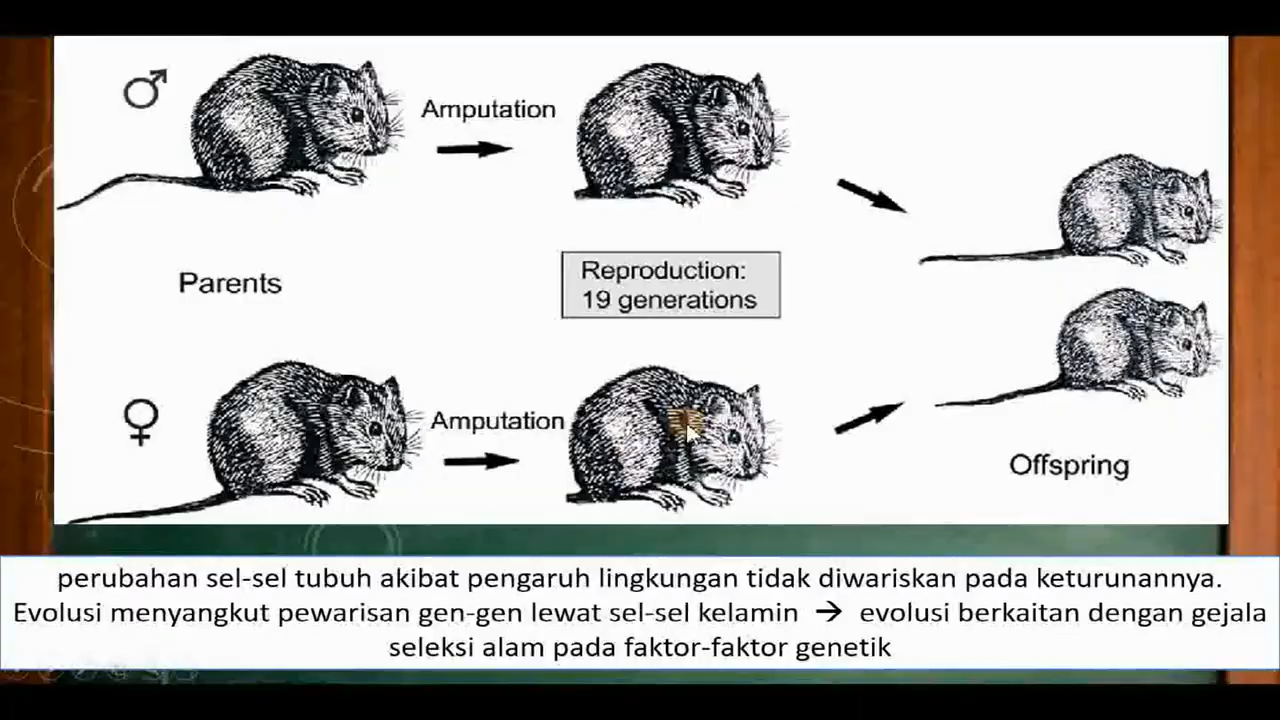 ♂
Amputation
Parents
Reproduction:
19 generations
♀
Amputation
Offspring
perubahan sel-sel tubuh akibat pengaruh lingkungan tidak diwariskan pada keturunannya.
Evolusi menyangkut pewarisan gen-gen lewat sel-sel kelamin → evolusi berkaitan dengan gejala
seleksi alam pada faktor-faktor genetik